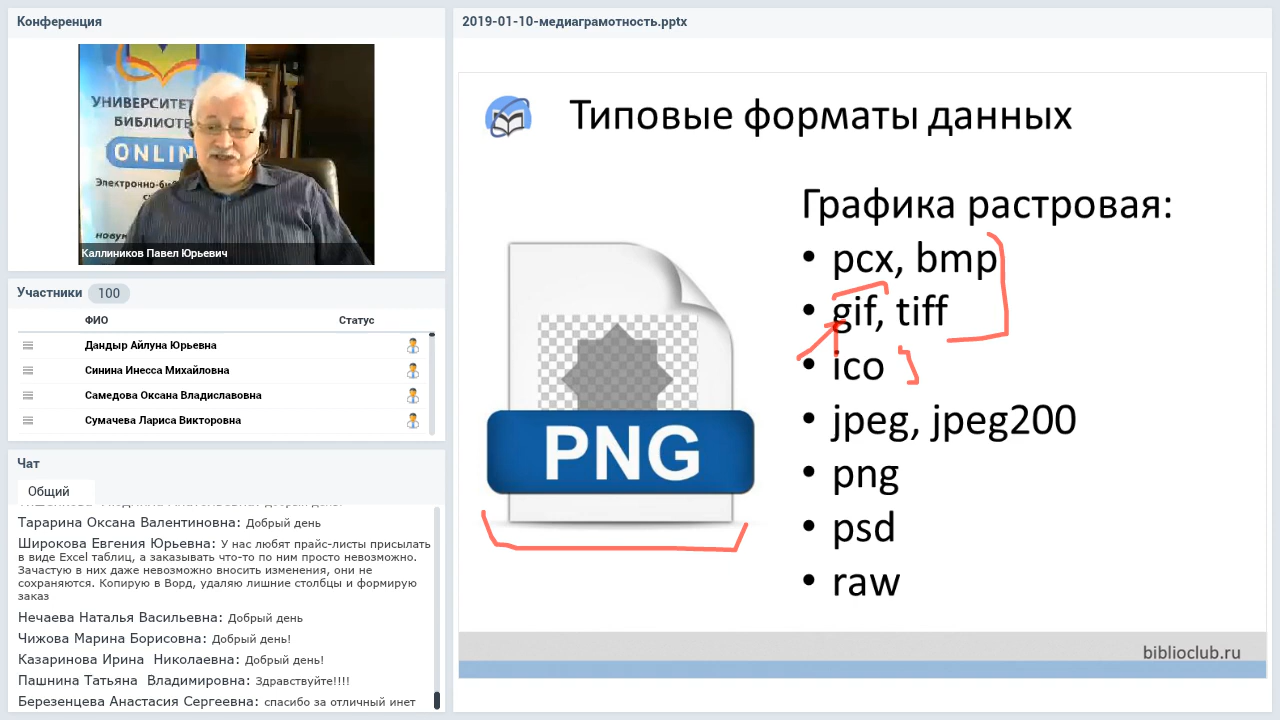 Конференция
УНИВЕРСИТЕТ
БИБЛИОТЕ
ONLIN
Электронно-би
новую
Каллиников Павел Юрьевич
Участники 100
ФИО Статус
Дандыр Айлуна Юрьевна
Синина Инесса Михайловна
Самедова Оксана Владиславовна
Сумачева Лариса Викторовна
Чат
Общий
Тарарина Оксана Валентиновна: Добрый день
Широкова Евгения Юрьевна: У нас любят прайс-листы присылать
в виде Excel таблиц, а заказывать что-то по ним просто невозможно.
Зачастую в них даже невозможно вносить изменения, они не
сохраняются. Копирую в Ворд, удаляю лишние столбцы и формирую
заказ
Нечаева Наталья Васильевна: Добрый день
Чижова Марина Борисовна: Добрый день!
Казаринова Ирина Николаевна: Добрый день!
Пашнина Татьяна Владимировна: Здравствуйте!!!!
Березенцева Анастасия Сергеевна: спасибо за отличный инет
2019-01-10-медиаграмотность.pptx
Типовые форматы данных
PNG
Графика растровая:
• pcx, bmp
• gif, tiff
• ico
• jpeg, jpeg200
• png
• psd
• raw
biblioclub.ru